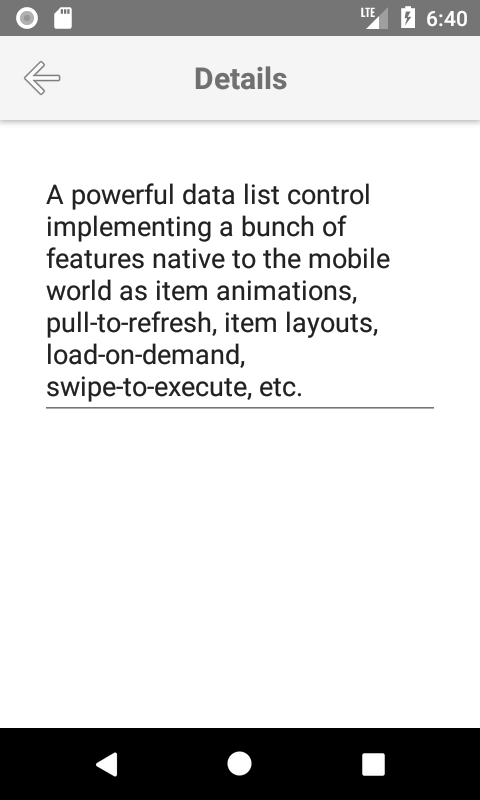 LTE 6:40
Details
A powerful data list control
implementing a bunch of
features native to the mobile
world as item animations,
pull-to-refresh, item layouts,
load-on-demand,
swipe-to-execute, etc.